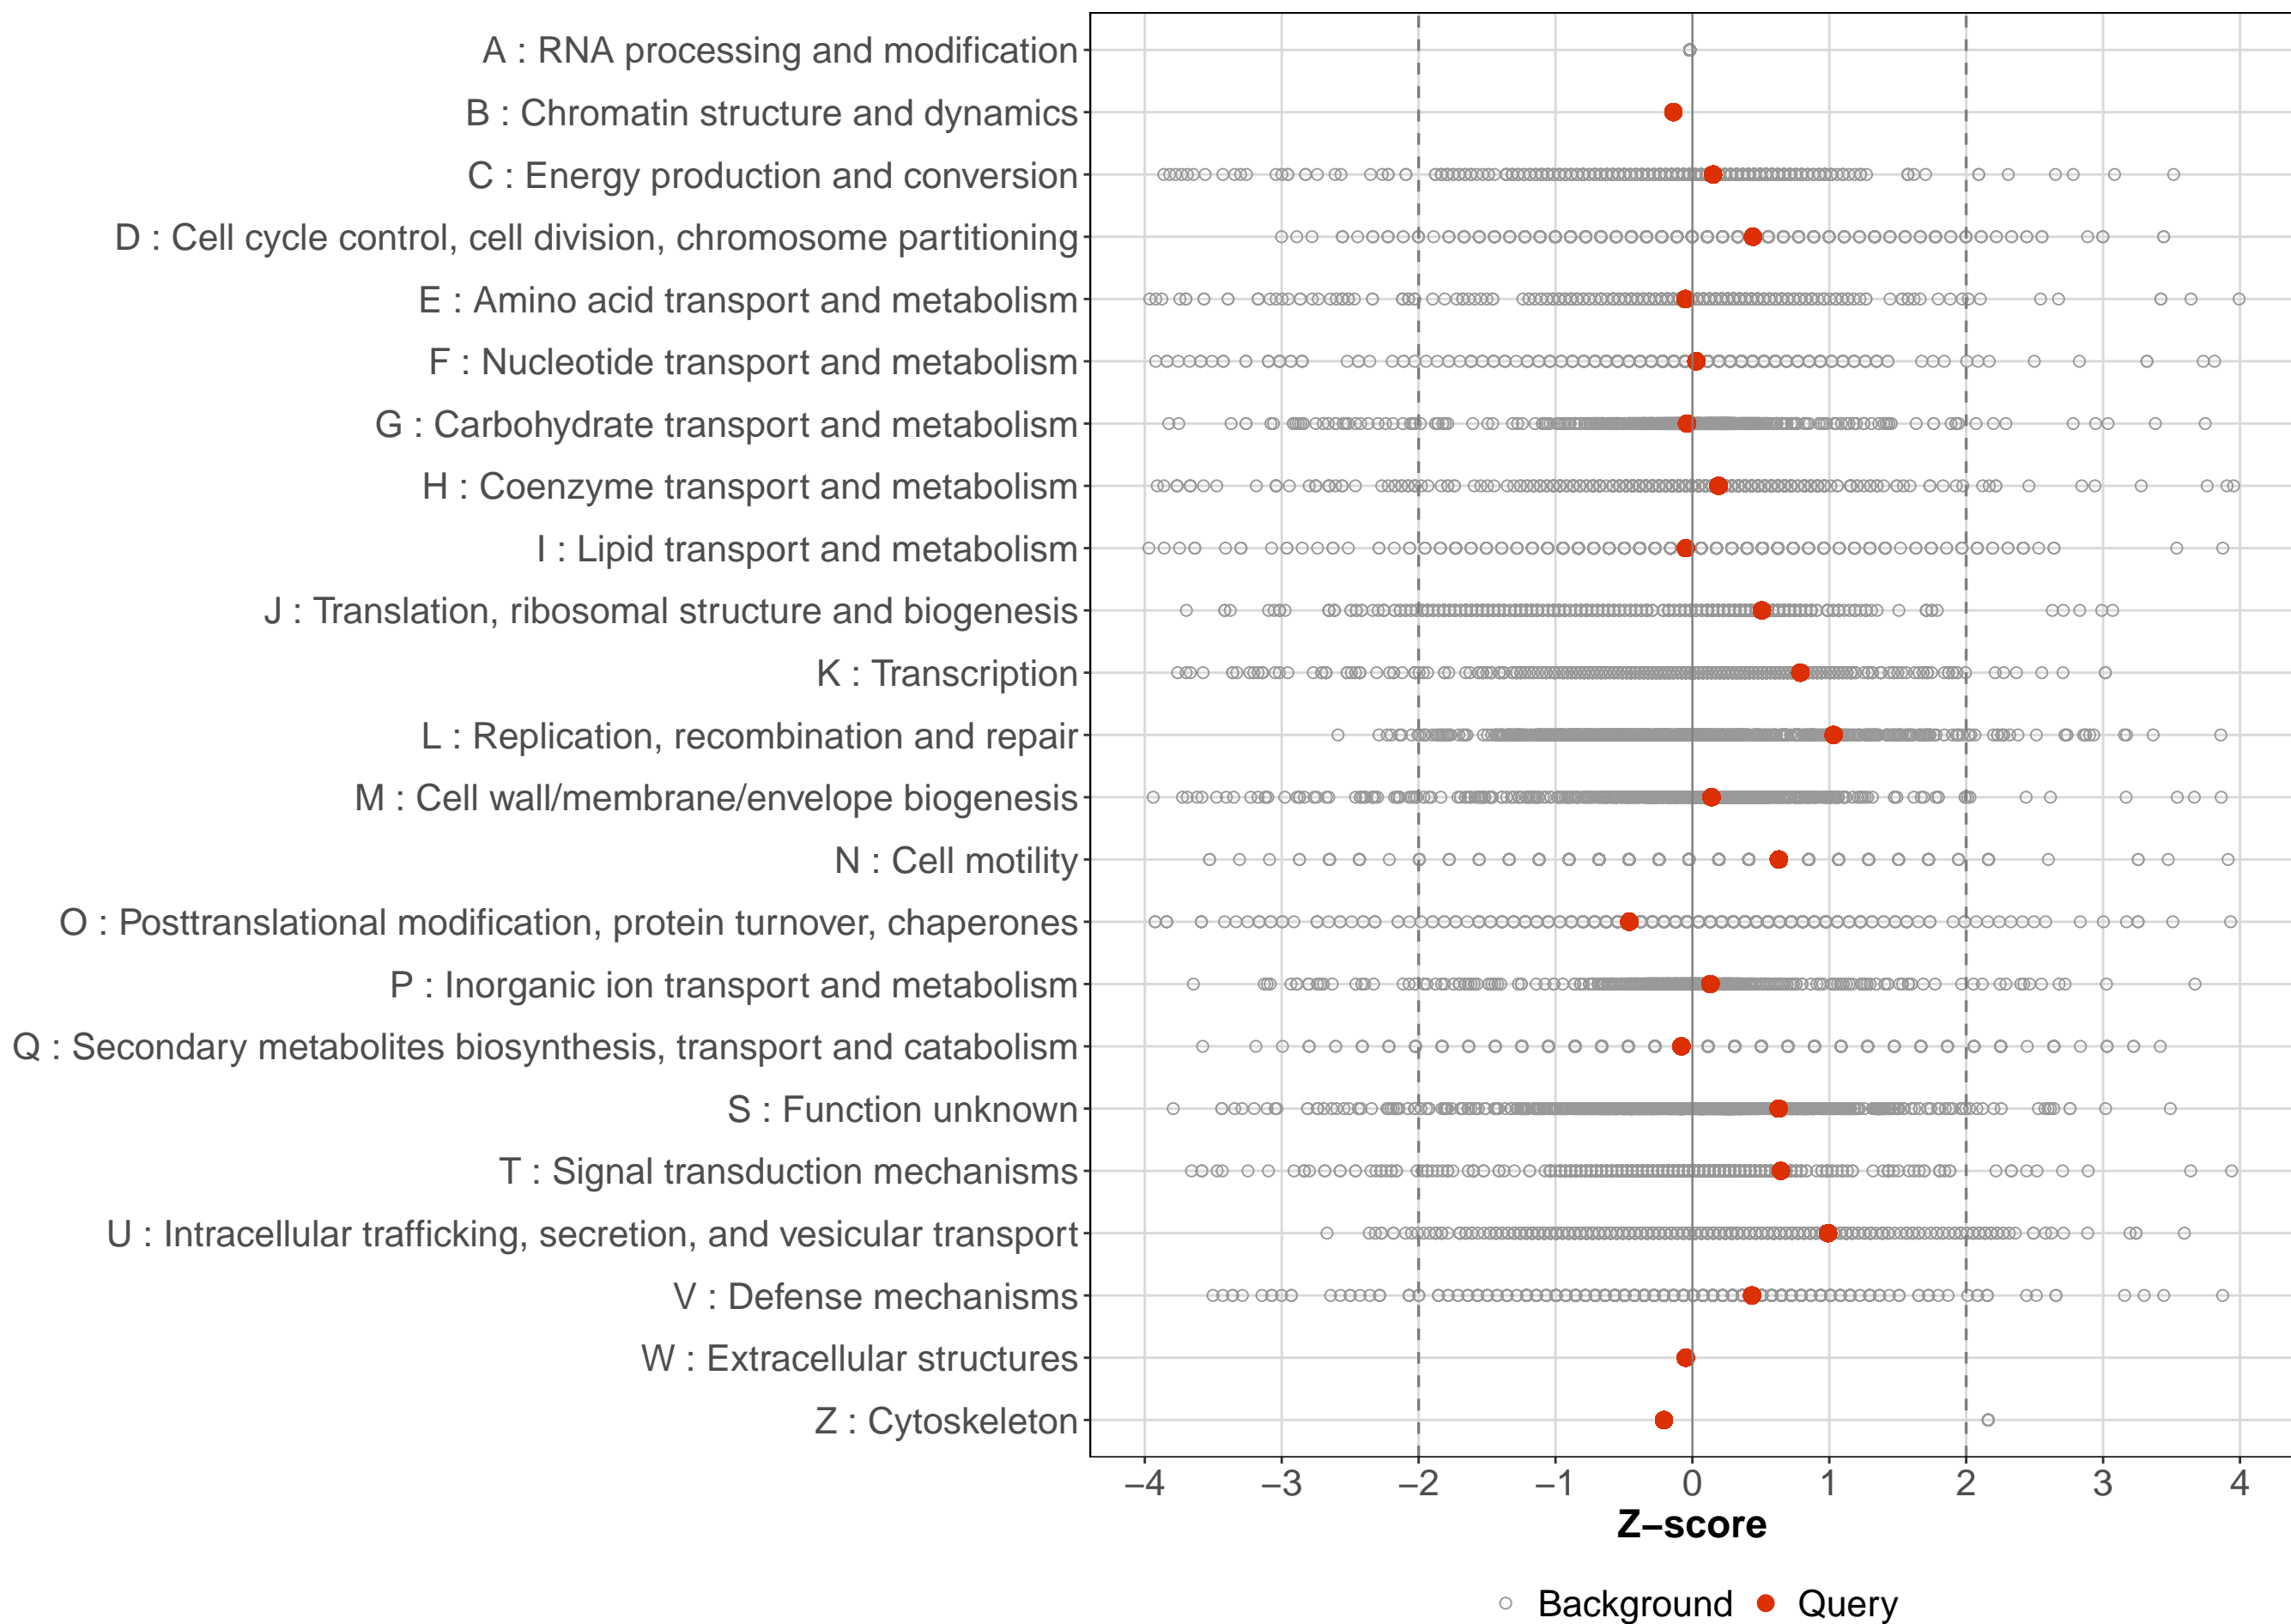 A : RNA processing and modification
B : Chromatin structure and dynamics
C : Energy production and conversion
D : Cell cycle control, cell division, chromosome partitioning
E : Amino acid transport and metabolism
F : Nucleotide transport and metabolism
G : Carbohydrate transport and metabolism
H : Coenzyme transport and metabolism
I : Lipid transport and metabolism
J : Translation, ribosomal structure and biogenesis
K : Transcription
L : Replication, recombination and repair
M : Cell wall/membrane/envelope biogenesis
N : Cell motility
O : Posttranslational modification, protein turnover, chaperones
P : Inorganic ion transport and metabolism
Q : Secondary metabolites biosynthesis, transport and catabolism
S : Function unknown
T : Signal transduction mechanisms
U : Intracellular trafficking, secretion, and vesicular transport
V : Defense mechanisms
W : Extracellular structures
Z : Cytoskeleton
−4 −3 −2 −1 0 1 2 3 4
Z−score
Background Query